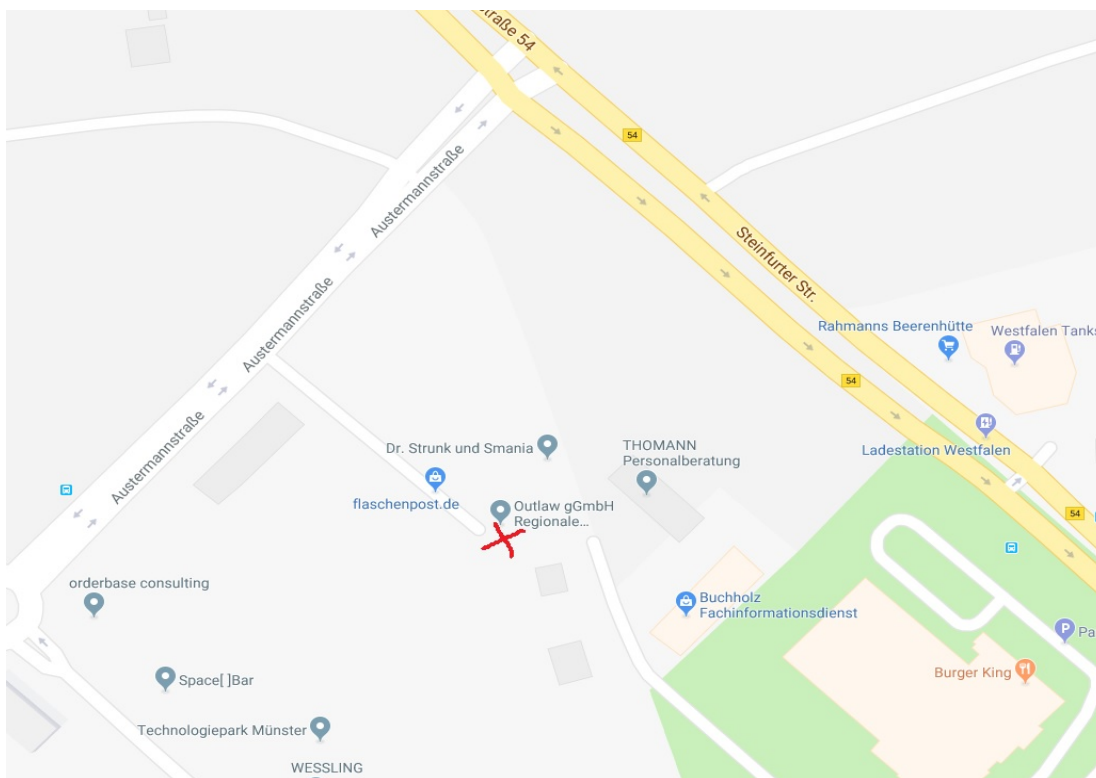 straße 54
54
Austermannstraße
Austermannstraße
Austermannstraße
Austermannstraße
Steinfurter Str.
Rahmanns Beerenhütte
Westfalen Tanks
54
Ladestation Westfalen
Dr. Strunk und Smania
THOMANN
Personalberatung
flaschenpost.de
Outlaw gGmbH
Regionale...
54
orderbase consulting
Buchholz
Fachinformationsdienst
P
Pa
Burger King
Space[ ]Bar
Technologiepark Münster
WESSLING